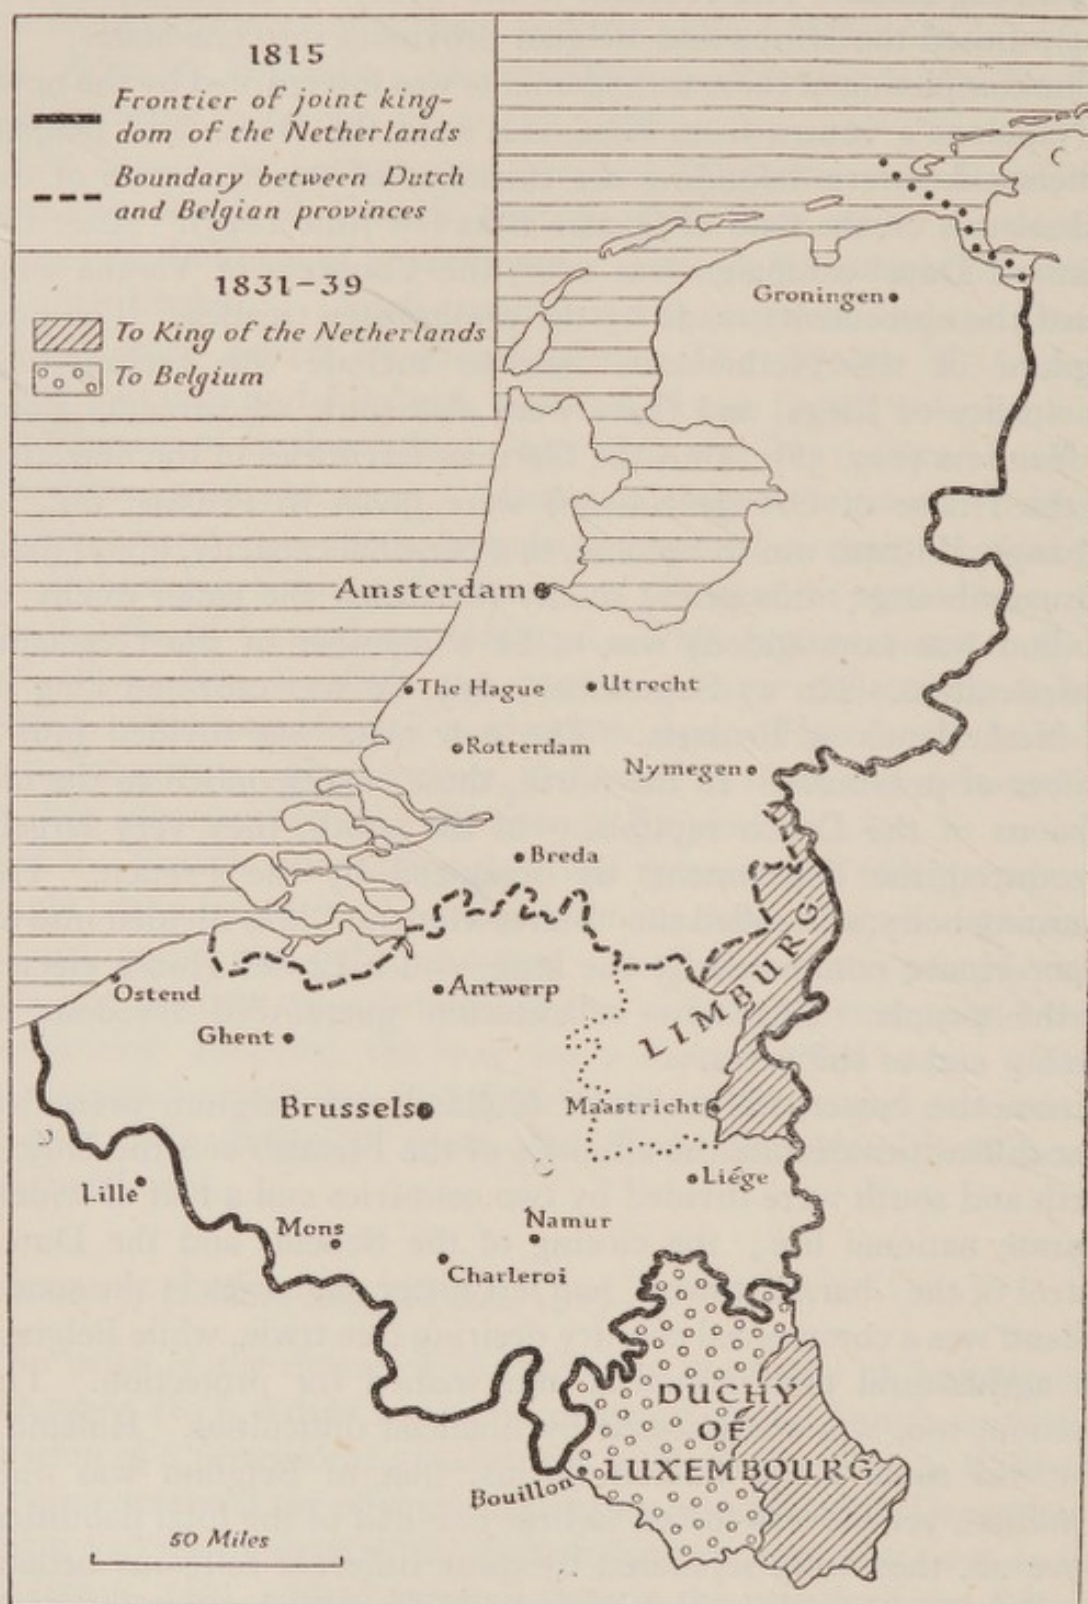 1815
Frontier of joint king-
dom of the Netherlands
Boundary between Dutch
and Belgian provinces
1831-39
To King of the Netherlands
To Belgium
Groningen
Amsterdam
The Hague
Utrecht
Rotterdam
Nymegen
Breda
LIMBURG
Ostend
Antwerp
Ghent
Brussels
Maastricht
Liége
Lille
Mons
Namur
Charleroi
DUCHY
OF
LUXEMBOURG
Bouillon
50 Miles